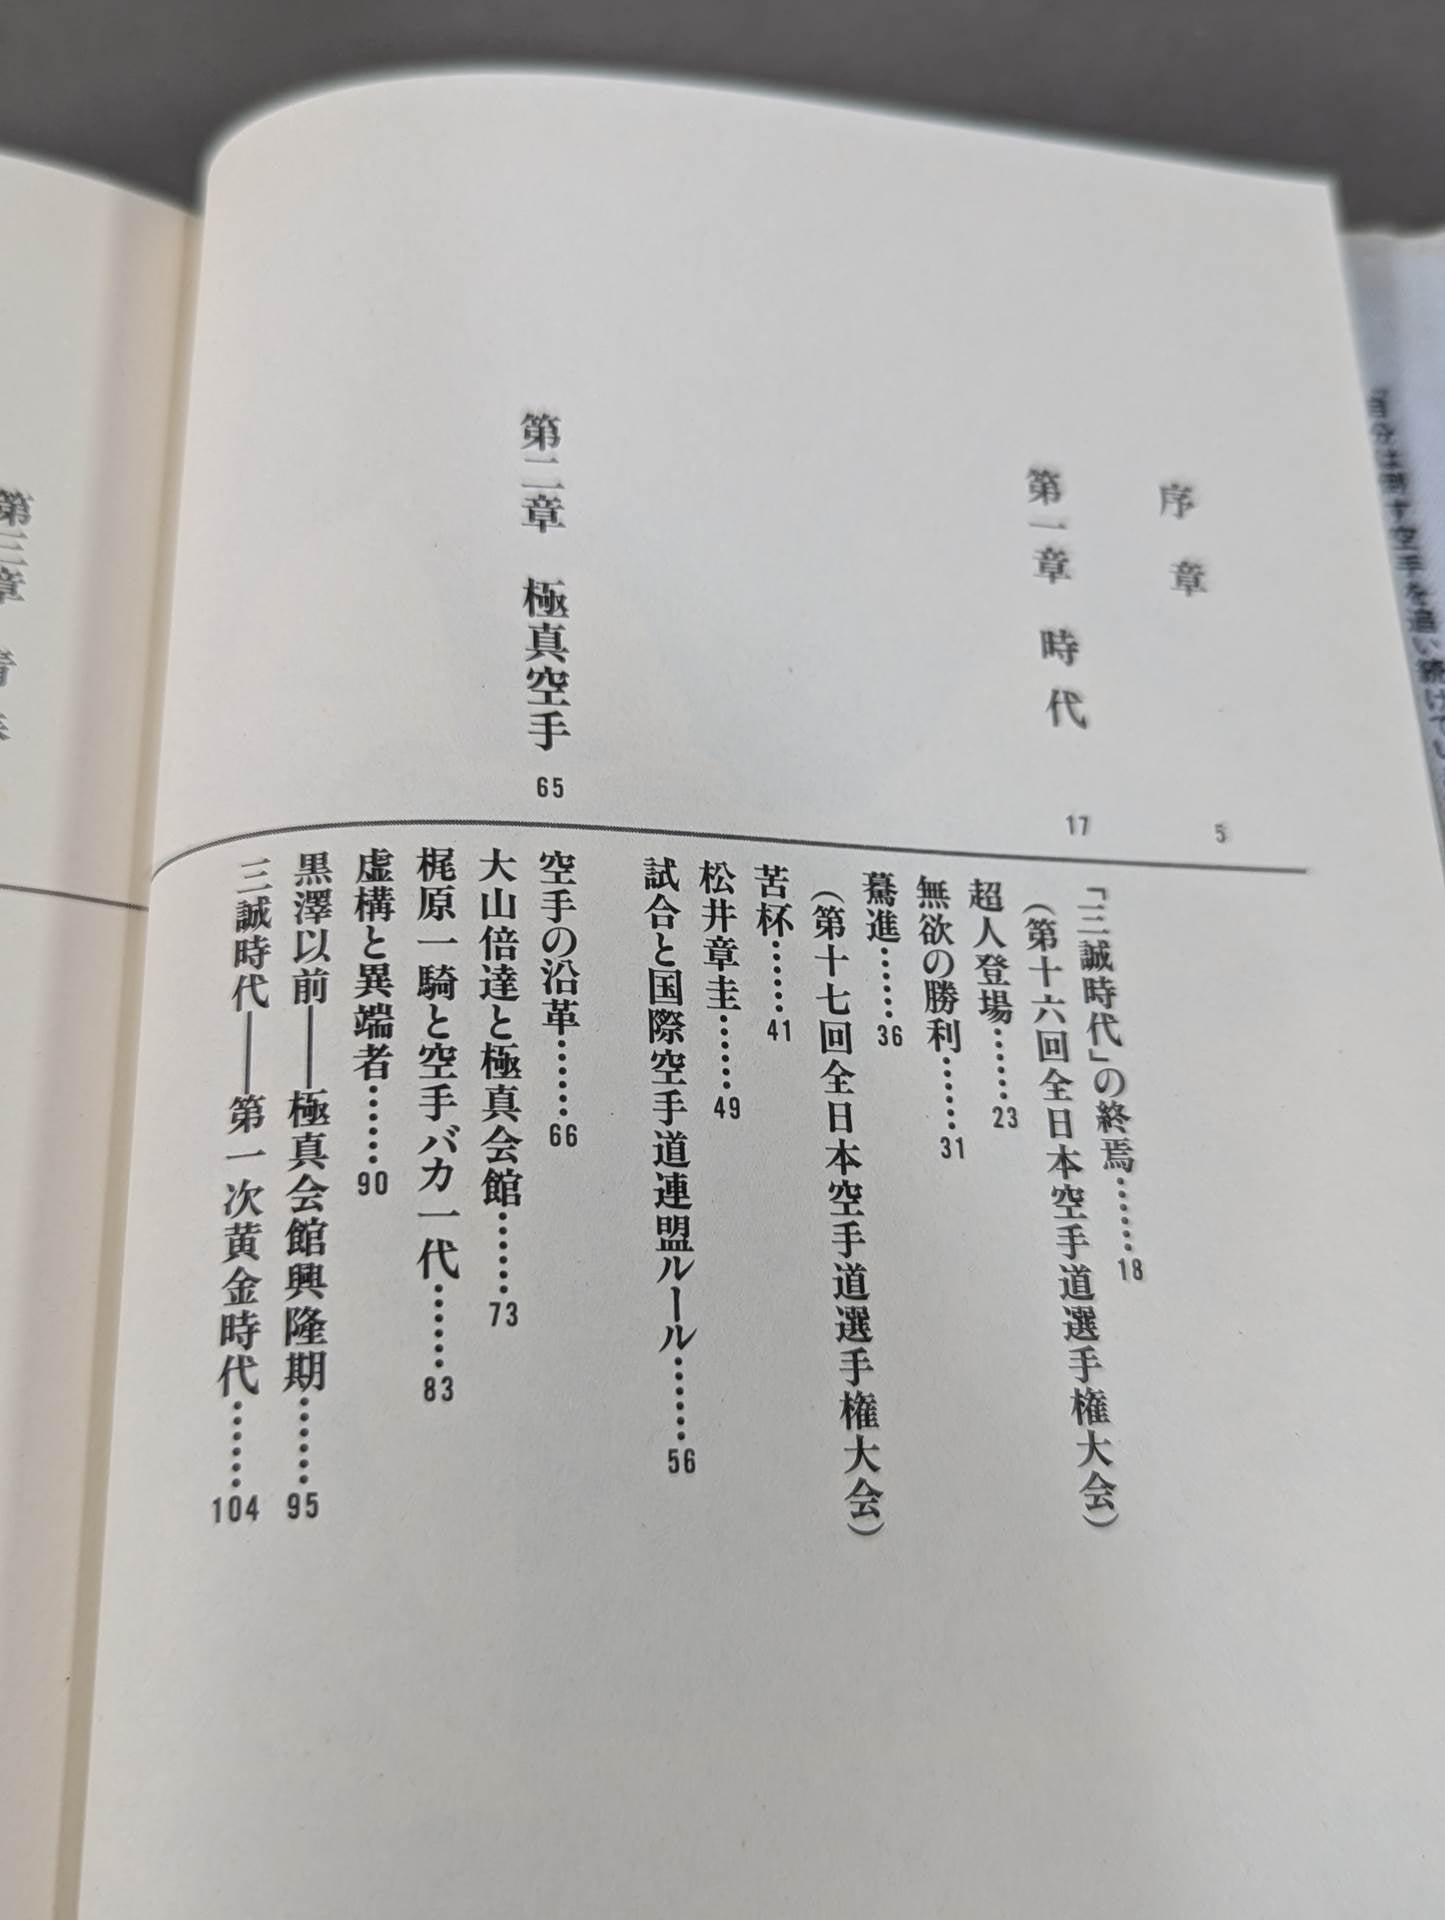 序章 5
第一章 時代 17
「三誠時代」の終焉……18
(第十六回全日本空手道選手権大会)
超人登場……23
無欲の勝利……31
驀進……36
(第十七回全日本空手道選手権大会)
苦杯……41
松井章圭……49
試合と国際空手道連盟ルール……56
第二章 極真空手 65
空手の沿革……66
大山倍達と極真会館……73
梶原一騎と空手バカ一代……83
虚構と異端者……90
黒澤以前――極真会館興隆期……95
三誠時代――第一次黄金時代……104
第三章